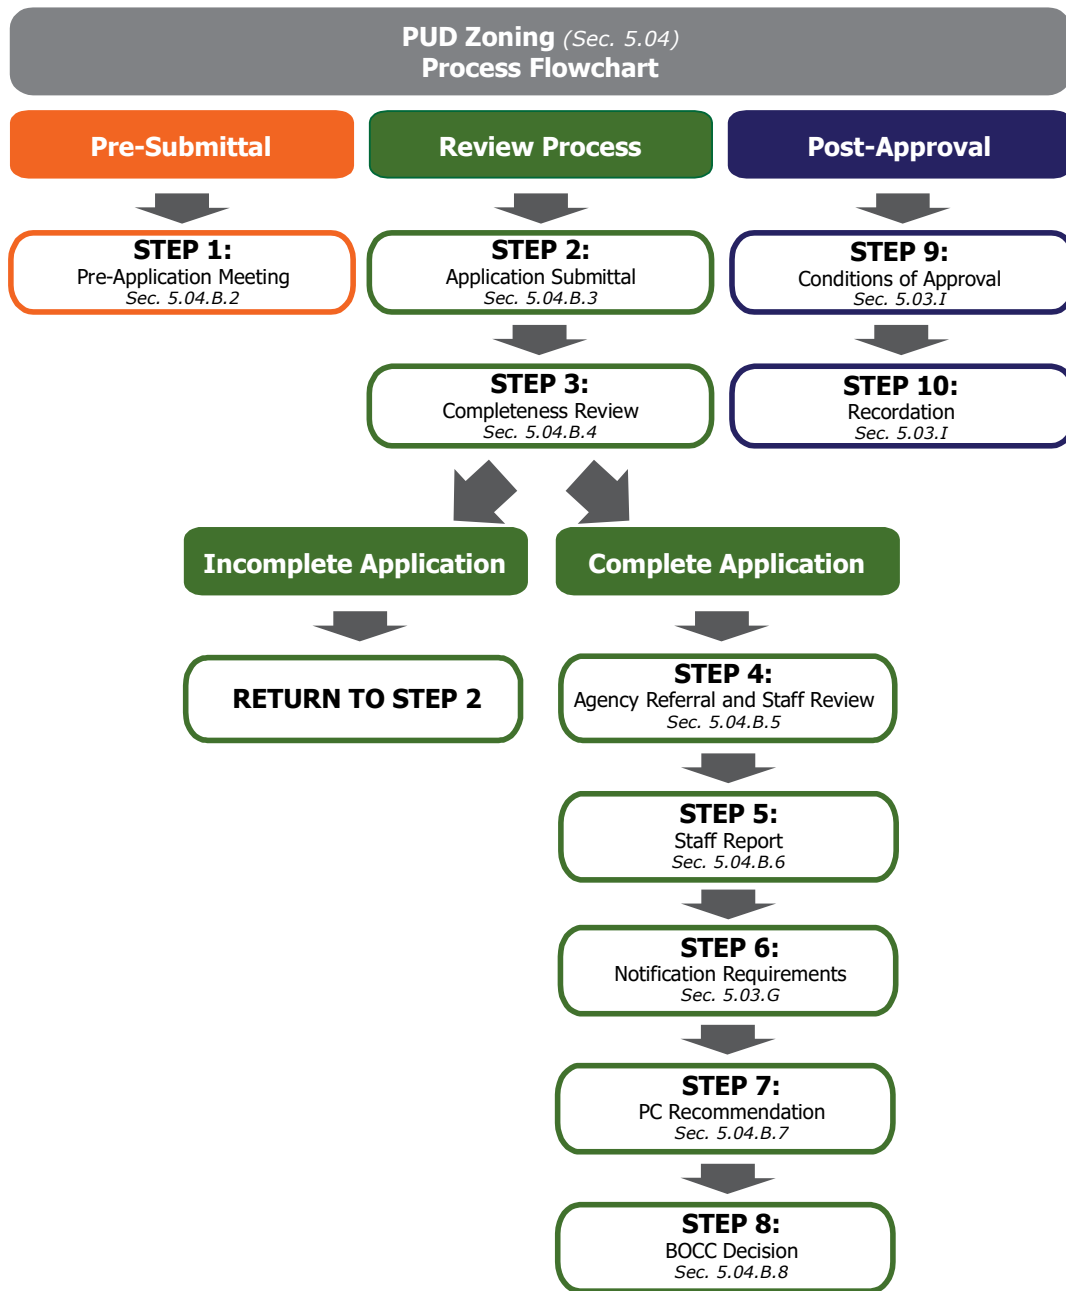 PUD Zoning (Sec. 5.04)
Process Flowchart
Pre-Submittal
Review Process
Post-Approval
STEP 1:
Pre-Application Meeting
Sec. 5.04.B.2
STEP 2:
Application Submittal
Sec. 5.04.B.3
STEP 9:
Conditions of Approval
Sec. 5.03.I
STEP 3:
Completeness Review
Sec. 5.04.B.4
STEP 10:
Recordation
Sec. 5.03.I
Incomplete Application
Complete Application
RETURN TO STEP 2
STEP 4:
Agency Referral and Staff Review
Sec. 5.04.B.5
STEP 5:
Staff Report
Sec. 5.04.B.6
STEP 6:
Notification Requirements
Sec. 5.03.G
STEP 7:
PC Recommendation
Sec. 5.04.B.7
STEP 8:
BOCC Decision
Sec. 5.04.B.8